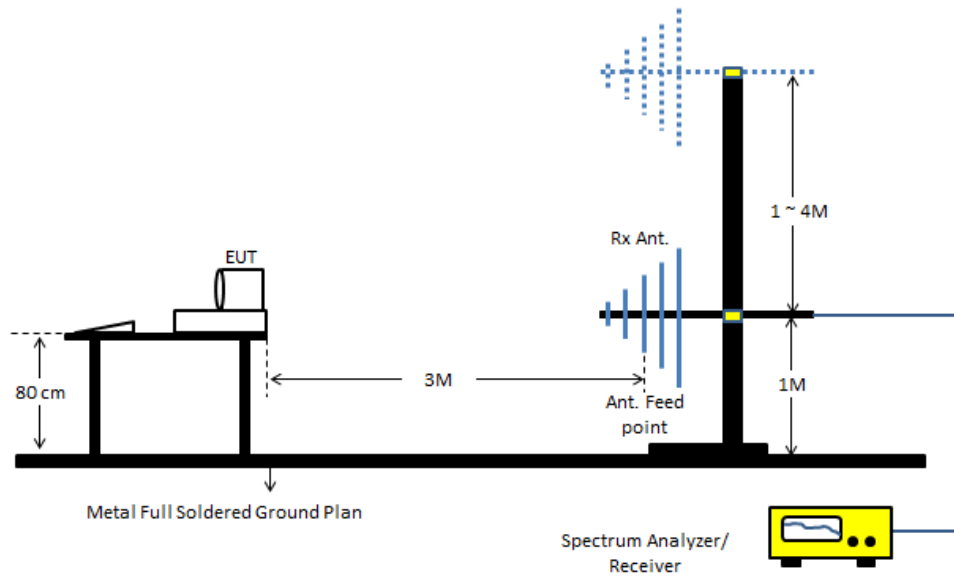 1 ~ 4M
Rx Ant.
EUT
3M
80 cm
1M
Ant. Feed
point
Metal Full Soldered Ground Plan
Spectrum Analyzer/
Receiver